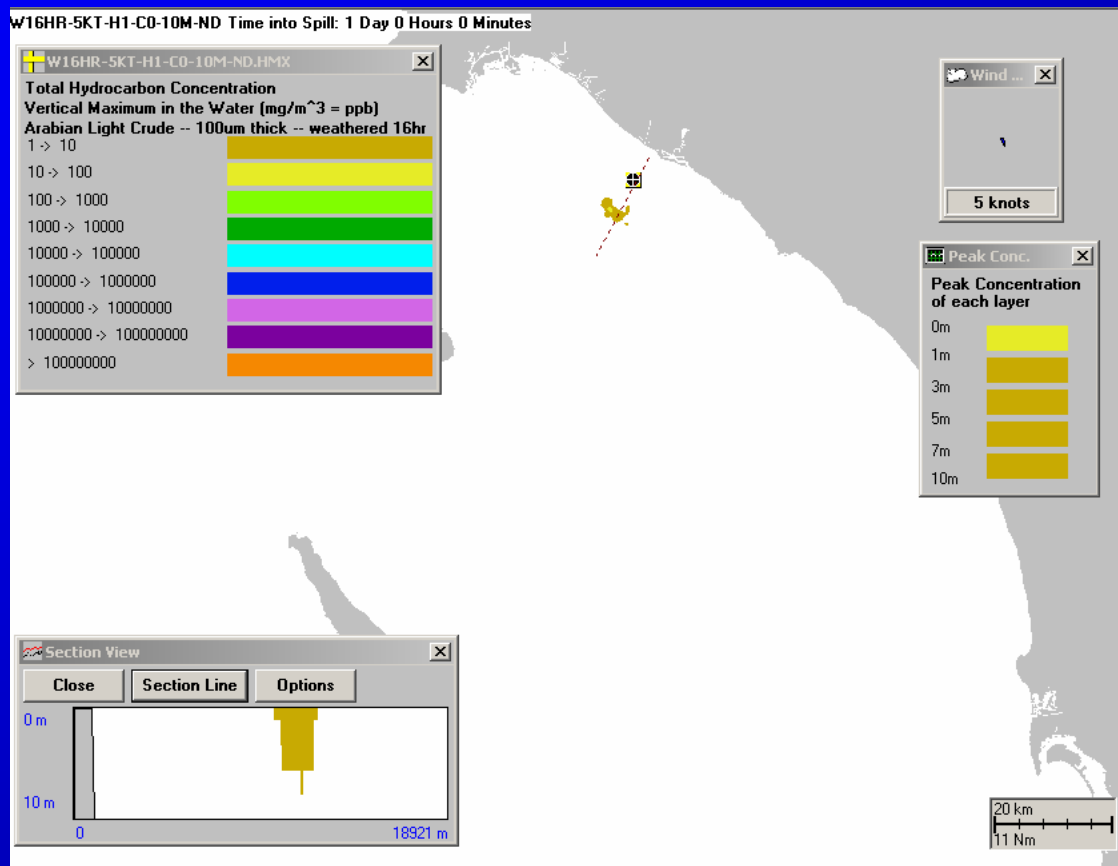 W16HR-5KT-H1-C0-10M-ND Time into Spill: 1 Day 0 Hours 0 Minutes
W16HR-5KT-H1-C0-10M-ND.HMX
Total Hydrocarbon Concentration
Vertical Maximum in the Water (mg/m^3 = ppb)
Arabian Light Crude -- 100um thick -- weathered 16hr
1 -> 10
10 -> 100
100 -> 1000
1000 -> 10000
10000 -> 100000
100000 -> 1000000
1000000 -> 10000000
10000000 -> 100000000
> 100000000
Wind ...
5 knots
Peak Conc.
Peak Concentration
of each layer
0m
1m
3m
5m
7m
10m
Section View
Close Section Line Options
0 m
10 m
0 18921 m
20 km
11 Nm